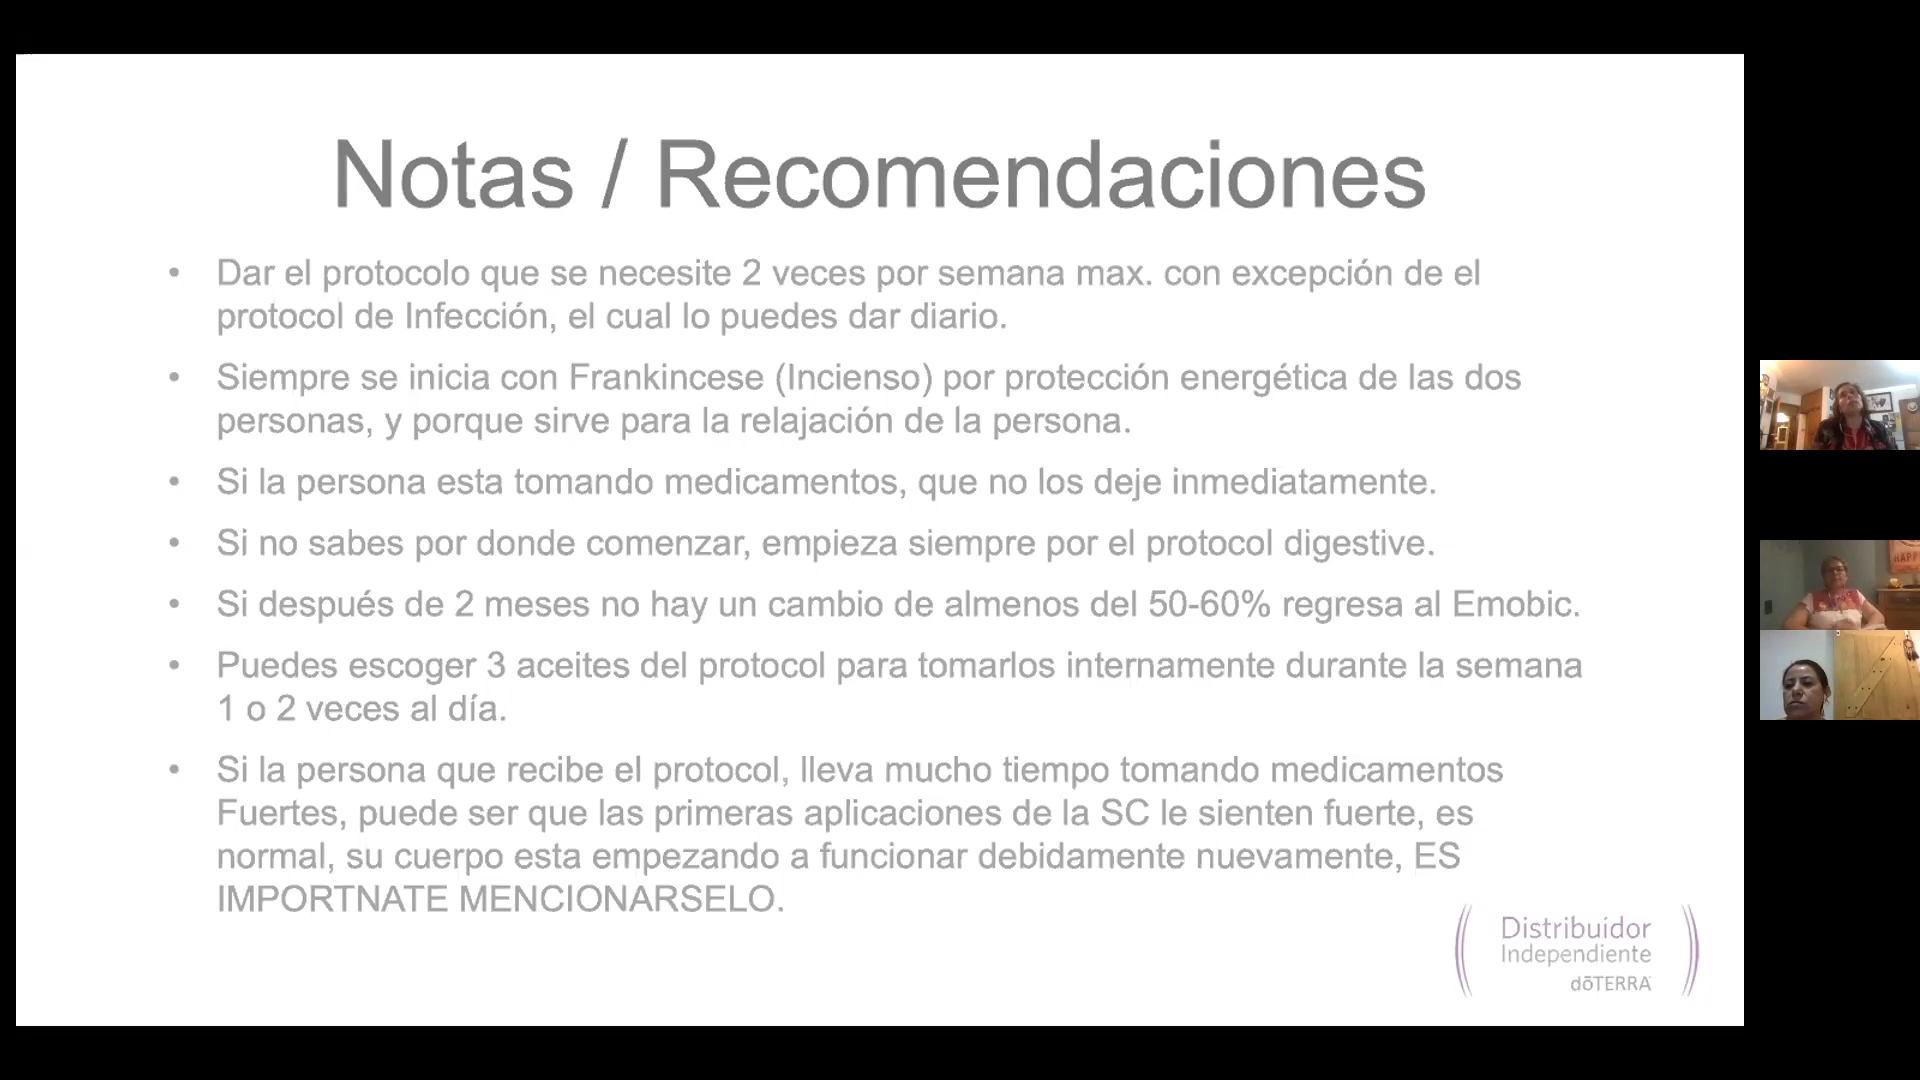 Notas / Recomendaciones
• Dar el protocolo que se necesite 2 veces por semana max. con excepción de el
protocol de Infección, el cual lo puedes dar diario.
• Siempre se inicia con Frankincese (Incienso) por protección energética de las dos
personas, y porque sirve para la relajación de la persona.
• Si la persona esta tomando medicamentos, que no los deje inmediatamente.
• Si no sabes por donde comenzar, empieza siempre por el protocol digestive.
• Si después de 2 meses no hay un cambio de almenos del 50-60% regresa al Emobic.
• Puedes escoger 3 aceites del protocol para tomarlos internamente durante la semana
1 o 2 veces al día.
• Si la persona que recibe el protocol, lleva mucho tiempo tomando medicamentos
Fuertes, puede ser que las primeras aplicaciones de la SC le sienten fuerte, es
normal, su cuerpo esta empezando a funcionar debidamente nuevamente, ES
IMPORTNATE MENCIONARSELO.
Distribuidor
Independiente
dōTERRA
HAPP